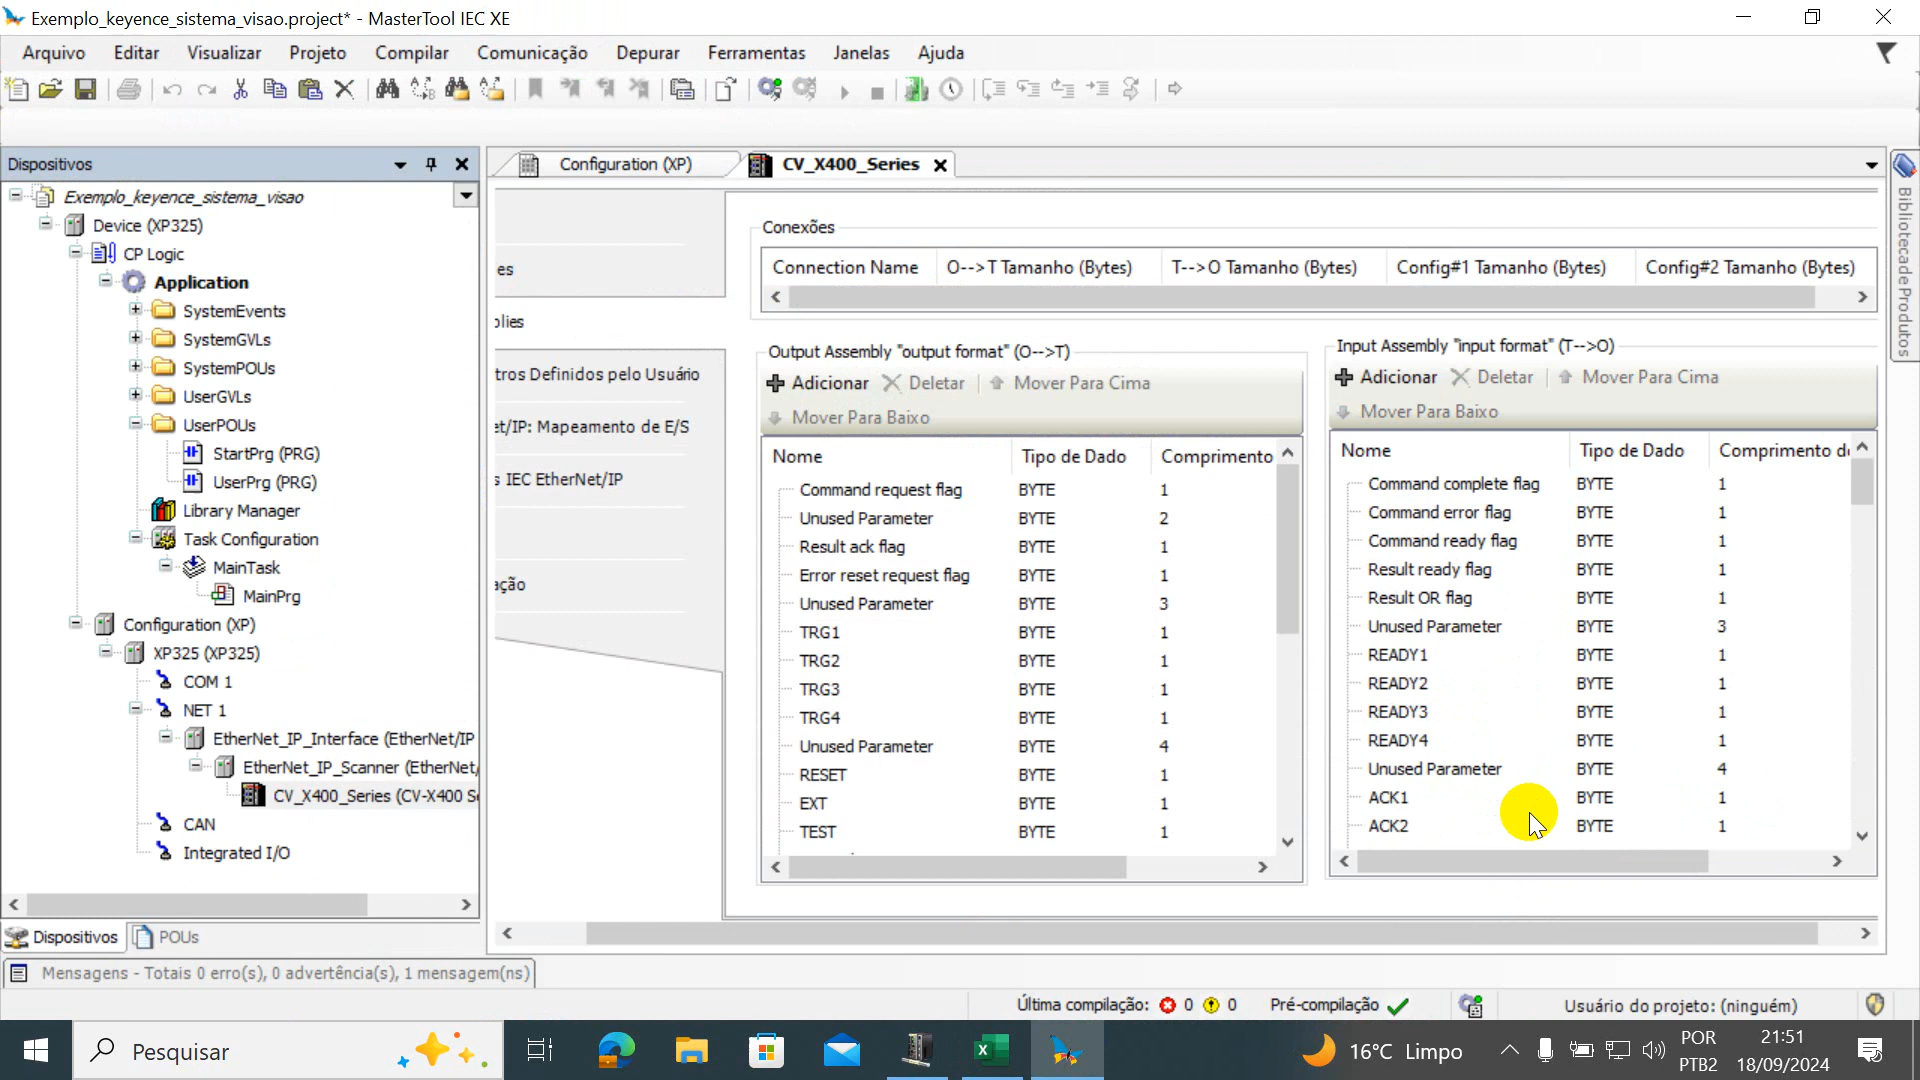 Exemplo_keyence_sistema_visao.project* - MasterTool IEC XE
Arquivo Editar Visualizar Projeto Compilar Comunicação Depurar Ferramentas Janelas Ajuda
Dispositivos
Exemplo_keyence_sistema_visao
Device (XP325)
CP Logic
Application
SystemEvents
SystemGVLs
SystemPOUs
UserGVLs
UserPOUs
StartPrg (PRG)
UserPrg (PRG)
Library Manager
Task Configuration
MainTask
MainPrg
Configuration (XP)
XP325 (XP325)
COM 1
NET 1
EtherNet_IP_Interface (EtherNet/IP
EtherNet_IP_Scanner (EtherNet/
CV_X400_Series (CV-X400 S
CAN
Integrated I/O
Dispositivos POUs
Configuration (XP) CV_X400_Series
es
blies
tros Definidos pelo Usuário
et/IP: Mapeamento de E/S
s IEC EtherNet/IP
ação
Conexões
Connection Name O-->T Tamanho (Bytes) T-->O Tamanho (Bytes) Config#1 Tamanho (Bytes) Config#2 Tamanho (Bytes)
Output Assembly "output format" (O-->T)
Adicionar Deletar Mover Para Cima
Mover Para Baixo
Nome Tipo de Dado Comprimento
Command request flag BYTE 1
Unused Parameter BYTE 2
Result ack flag BYTE 1
Error reset request flag BYTE 1
Unused Parameter BYTE 3
TRG1 BYTE 1
TRG2 BYTE 1
TRG3 BYTE 1
TRG4 BYTE 1
Unused Parameter BYTE 4
RESET BYTE 1
EXT BYTE 1
TEST BYTE 1
Input Assembly "input format" (T-->O)
Adicionar Deletar Mover Para Cima
Mover Para Baixo
Nome Tipo de Dado Comprimento d
Command complete flag BYTE 1
Command error flag BYTE 1
Command ready flag BYTE 1
Result ready flag BYTE 1
Result OR flag BYTE 1
Unused Parameter BYTE 3
READY1 BYTE 1
READY2 BYTE 1
READY3 BYTE 1
READY4 BYTE 1
Unused Parameter BYTE 4
ACK1 BYTE 1
ACK2 BYTE 1
Biblioteca de Produtos
Mensagens - Totais 0 erro(s), 0 advertência(s), 1 mensagem(ns)
Última compilação: 0 0 Pré-compilação Usuário do projeto: (ninguém)
Pesquisar
16°C Limpo
POR
PTB2
21:51
18/09/2024